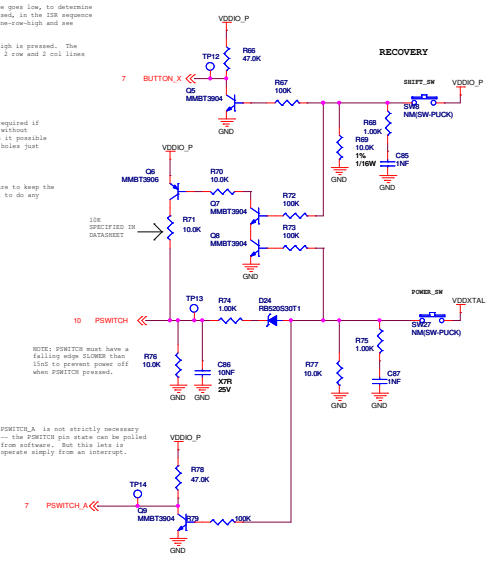 e goes low, to determine
sed, in the ISR sequence
ne-row-high and see
igh is pressed.  The
 2 row and 2 col lines
equired if
without
 it possible
holes just
re to keep the
 to do any
VDDIO_P
R66
47.0K
TP12
7 BUTTON_X
Q5
MMBT3904
R67
100K
GND
RECOVERY
SHIFT_SW
VDDIO_P
SW8
NM(SW-PUCK)
R68
1.00K
R69
10.0K
1%
1/16W
C85
1NF
GND
GND
VDDIO_P
Q6
MMBT3906
R70
10.0K
Q7
MMBT3904
R72
100K
R73
100K
Q8
MMBT3904
R71
10.0K
10K
SPECIFIED IN
DATASHEET
GND
TP13
R74
1.00K
D24
RB520S30T1
10 PSWITCH
POWER_SW
VDDXTAL
SW27
NM(SW-PUCK)
R75
1.00K
NOTE: PSWITCH must have a
falling edge SLOWER than
15nS to prevent power off
when PSWITCH pressed.
R76
10.0K
C86
10NF
X7R
25V
R77
10.0K
C87
1NF
GND
GND
GND
GND
PSWITCH_A  is not strictly necessary
-- the PSWITCH pin state can be polled
from software.  But this lets is
operate simply from an interrupt.
VDDIO_P
R78
47.0K
TP14
7 PSWITCH_A
Q9
MMBT3904
R79
100K
GND